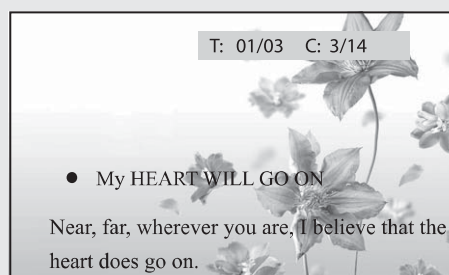 T: 01/03 C: 3/14
● My HEART WILL GO ON
Near, far, wherever you are, I believe that the
heart does go on.